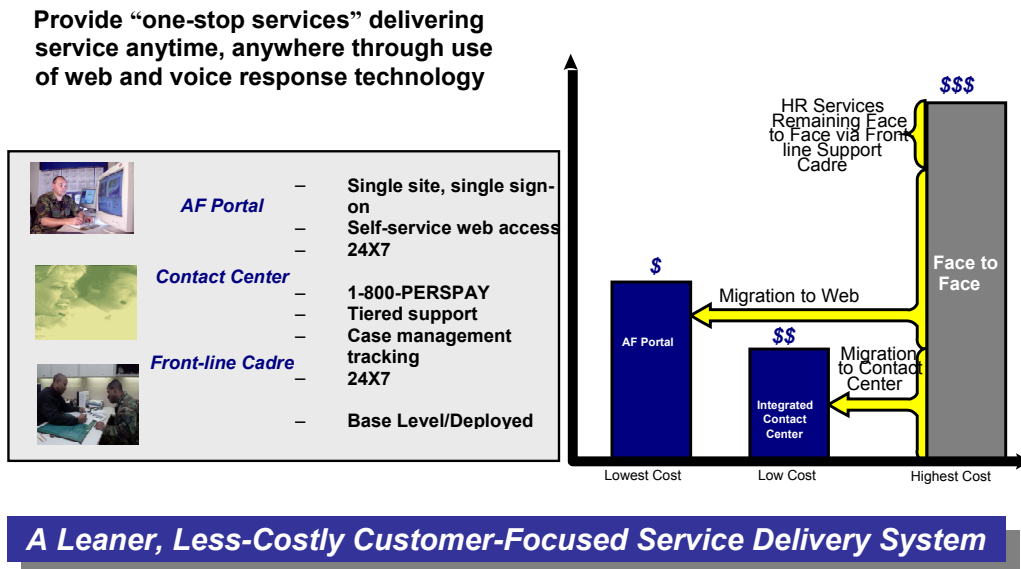 Provide “one-stop services” delivering
service anytime, anywhere through use
of web and voice response technology
AF Portal
– Single site, single sign-
on
– Self-service web access
– 24X7
Contact Center
– 1-800-PERSPAY
– Tiered support
– Case management
tracking
– 24X7
Front-line Cadre
– Base Level/Deployed
$$$
HR Services
Remaining Face
to Face via Front
line Support
Cadre
Face to
Face
$
Migration to Web
AF Portal
$$
Migration
to Contact
Center
Integrated
Contact
Center
Lowest Cost
Low Cost
Highest Cost
A Leaner, Less-Costly Customer-Focused Service Delivery System